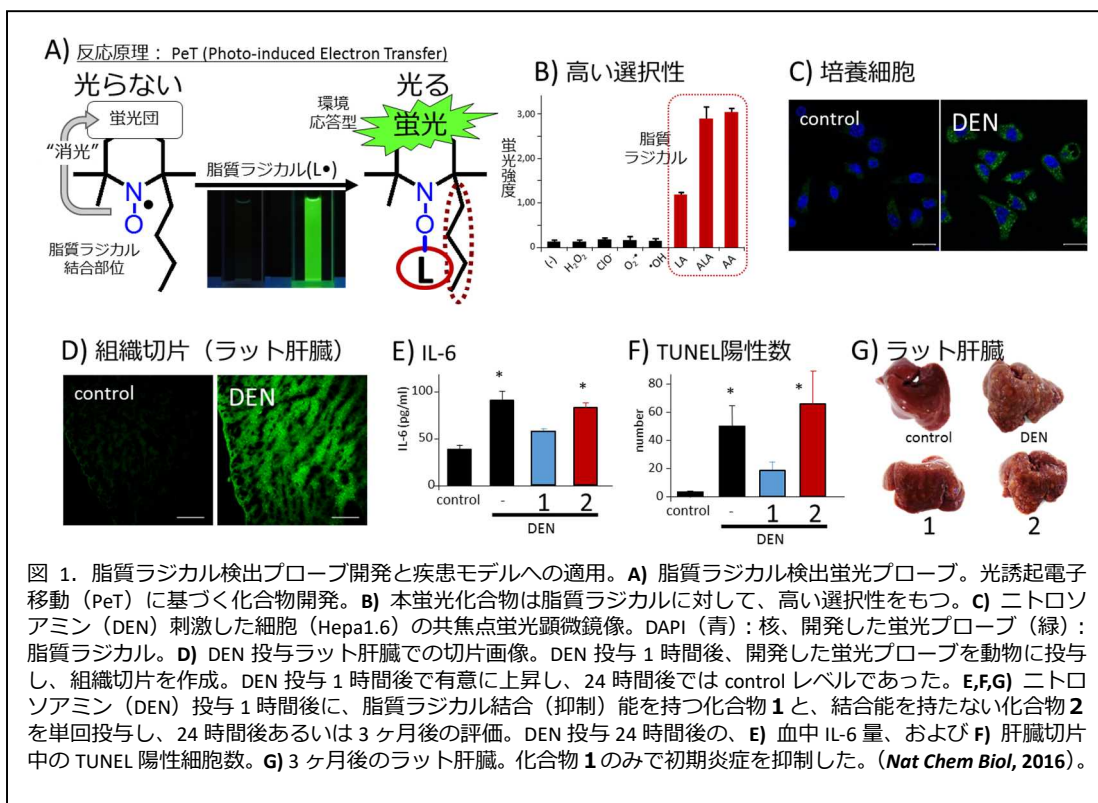 A) 反応原理： PeT (Photo-induced Electron Transfer)
光らない
蛍光団
“消光”
N
O
脂質ラジカル
結合部位
脂質ラジカル(L•)
光る
環境
応答型
蛍光
N
O
L
B) 高い選択性
蛍光強度
3,00
2,000
1,000
0
脂質
ラジカル
(-)
H2O2
ClO-
O2•
•OH
LA
ALA
AA
C) 培養細胞
control
DEN
D) 組織切片（ラット肝臓）
control
DEN
E) IL-6
IL-6 (pg/ml)
100
50
0
*
*
control
-
1
2
DEN
F) TUNEL陽性数
number
80
60
40
20
0
*
*
control
-
1
2
DEN
G) ラット肝臓
control
DEN
1
2
図 1. 脂質ラジカル検出プローブ開発と疾患モデルへの適用。A) 脂質ラジカル検出蛍光プローブ。光誘起電子
移動（PeT）に基づく化合物開発。B) 本蛍光化合物は脂質ラジカルに対して、高い選択性をもつ。C) ニトロソ
アミン（DEN）刺激した細胞（Hepa1.6）の共焦点蛍光顕微鏡像。DAPI（青）: 核、開発した蛍光プローブ（緑）:
脂質ラジカル。D) DEN 投与ラット肝臓での切片画像。DEN 投与 1 時間後、開発した蛍光プローブを動物に投与
し、組織切片を作成。DEN 投与 1 時間後で有意に上昇し、24 時間後では control レベルであった。E,F,G) ニトロ
ソアミン（DEN）投与 1 時間後に、脂質ラジカル結合（抑制）能を持つ化合物 1 と、結合能を持たない化合物 2
を単回投与し、24 時間後あるいは 3 ヶ月後の評価。DEN 投与 24 時間後の、E) 血中 IL-6 量、および F) 肝臓切片
中の TUNEL 陽性細胞数。G) 3 ヶ月後のラット肝臓。化合物 1 のみで初期炎症を抑制した。（Nat Chem Biol, 2016）。